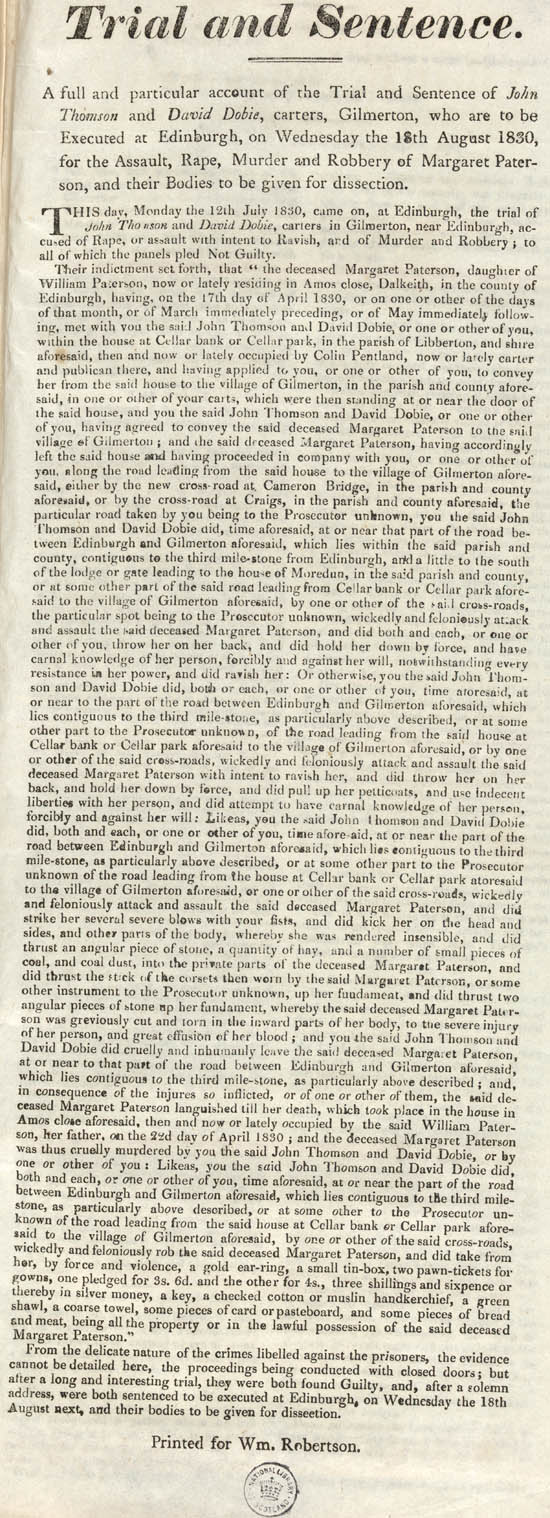 Trial and Sentence.
A full and particular account of the Trial and Sentence of John
Thomson and David Dobie, carters, Gilmerton, who are to be
Executed at Edinburgh, on Wednesday the 18th August 1830,
for the Assault, Rape, Murder and Robbery of Margaret Pater-
son, and their Bodies to be given for dissection.
THIS day, Monday the 12th July 1830, came on, at Edinburgh, the trial of
John Thomson and David Dobie, carters in Gilmerton, near Edinburgh, ac-
cused of Rape, or assault with intent to Ravish, and of Murder and Robbery; to
all of which the panels pled Not Guilty.
Their indictment set forth, that "the deceased Margaret Paterson, daughter of
William Paterson, now or lately residing in Amos close, Dalkeith, in the county of
Edinburgh, having, on the 17th day of April 1830, or on one or other of the days
of that month, or of March immediately preceding, or of May immediately follow-
ing, met with you the said John Thomson and David Dobie, or one or other of you,
within the house at Cellar bank or Cellar park, in the parish of Libberton, and shire
aforesaid, then and now or lately occupied by Colin Pentland, now or lately carter
and publican there, and having applied to you, or one or other of you, to convey
her from the said house to the village of Gilmerton, in the parish and county afore-
said, in one or other of your carts, which were then standing at or near the door of
the said house, and you the said John Thomson and David Dobie, or one or other
of you, having agreed to convey the said deceased Margaret Paterson to the said
village of Gilmerton; and the said deceased Margaret Paterson, having accordingly
left the said house and having proceeded in company with you, or one or other of
you, along the road leading from the said house to the village of Gilmerton afore-
said, either by the new cross-road at Cameron Bridge, in the parish and county
aforesaid, or by the cross-road at Craigs, in the parish and county aforesaid, the
particular road taken by you being to the Prosecutor unknown, you the said John
Thomson and David Dobie did, time aforesaid, at or near that part of the road be-
tween Edinburgh and Gilmerton aforesaid, which lies within the said parish and
county, contiguous to the third mile-stone from Edinburgh, and a little to the south
of the lodge or gate leading to the house of Moredun, in the said parish and county,
or at some other part of the said road leading from Cellar bank or Cellar park afore-
said to the village of Gilmerton aforesaid, by one or other of the said cross-roads,
the particular spot being to the Prosecutor unknown, wickedly and feloniously attack
and assault the said deceased Margaret Paterson, and did both and each, or one or
other of you, throw her on her back, and did hold her down by force, and have
carnal knowledge of her person, forcibly and against her will, notwithstanding every
resistance in her power, and did ravish her: Or otherwise, you the said John Thom-
son and David Dobie did, both or each, or one or other of you, time aforesaid, at
or near to the part of the road between Edinburgh and Gilmerton aforesaid, which
lies contiguous to the third mile-stone, as particularly above described, or at some
other part to the Prosecutor unknown, of the road leading from the said house at
Cellar bank or Cellar park aforesaid to the village of Gilmerton aforesaid, or by one
or other of the said cross-roads, wickedly and feloniously attack and assault the said
deceased Margaret Paterson with intent to ravish her, and did throw her on her
back, and hold her down by force, and did pull up her petticoats, and use indecent
liberties with her person, and did attempt to have carnal knowledge of her person,
forcibly and against her will: Likeas, you the said John Thomson and David Dobie
did, both and each, or one or other of you, time afore-aid, at or near the part of the
road between Edinburgh and Gilmerton aforesaid, which lies contiguous to the third
mile-stone, as particularly above described, or at some part to the Prosecutor
unknown of the road leading from the house at Cellar bank or Cellar park aforesaid
to the village of Gilmerton aforesaid, or one or other of the said cross-roads, wickedly
and feloniously attack and assault the said deceased Margaret Paterson, and did
strike her several severe blows with your fists, and did kick her on the head and
sides, and other parts of the body, whereby she was rendered insensible, and did
thrust an angular piece of stone, a quantity of hay, and a number of small pieces of
coal, and coal dust, into the private parts of the deceased Margaret Paterson, and
did thrust the stick of the corsets then worn by the said Margaret Paterson, or some
other instrument to the Prosecutor unknown, up her fundament, and did thrust two
angular pieces of stone up her fundament, whereby the said deceased Margaret Pater-
son was greviously cut and torn in the inward parts of her body, to the severe injury
of her person, and great effusion of her blood; and you the said John Thomson and
David Dobie did cruelly and inhumanly leave the said deceased Margaret Paterson,
at or near to that part of the road between Edinburgh and Gilmerton aforesaid,
which lies contiguous to the third mile-stone, as particularly above described; and,
in consequence of the injures so inflicted, or of one or other of them, the said de-
ceased Margaret Paterson languished till her death, which took place in the house in
Amos close aforesaid, then and now or lately occupied by the said William Pater-
son, her father, on the 22d day of April 1830; and the deceased Margaret Paterson
was thus cruelly murdered by you the said John Thomson and David Dobie, or by
one or other of you: Likeas, you the said John Thomson and David Dobie did,
both and each, or one or other of you, time aforesaid, at or near the part of the road
between Edinburgh and Gilmerton aforesaid, which lies contiguous to the third mile-
stone, as particularly above described, or at some other to the Prosecutor un-
known of the road leading from the said house at Cellar bank or Cellar park afore-
said to the village of Gilmerton aforesaid, by one or other of the said cross-roads,
wickedly and feloniously rob the said deceased Margaret Paterson, and did take from
her, by force and violence, a gold ear-ring, a small tin-box, two pawn-tickets for
gowns, one pledged for 3s. 6d. and the other for 4s., three shillings and sixpence or
thereby in silver money, a key, a checked cotton or muslin handkerchief, a green
shawl, a coarse towel, some pieces of card or pasteboard, and some pieces of bread
and meat, being all the property or in the lawful possession of the said deceased
Margaret Paterson."
From the delicate nature of the crimes libelled against the prisoners, the evidence
cannot be detailed here, the proceedings being conducted with closed doors; but
after a long and interesting trial, they were both found Guilty, and, after a solemn
address, were both sentenced to be executed at Edinburgh, on Wednesday the 18th
August next, and their bodies to be given for dissection.
Printed for Wm. Robertson.
NATIONAL LIBRARY
SCOTLAND